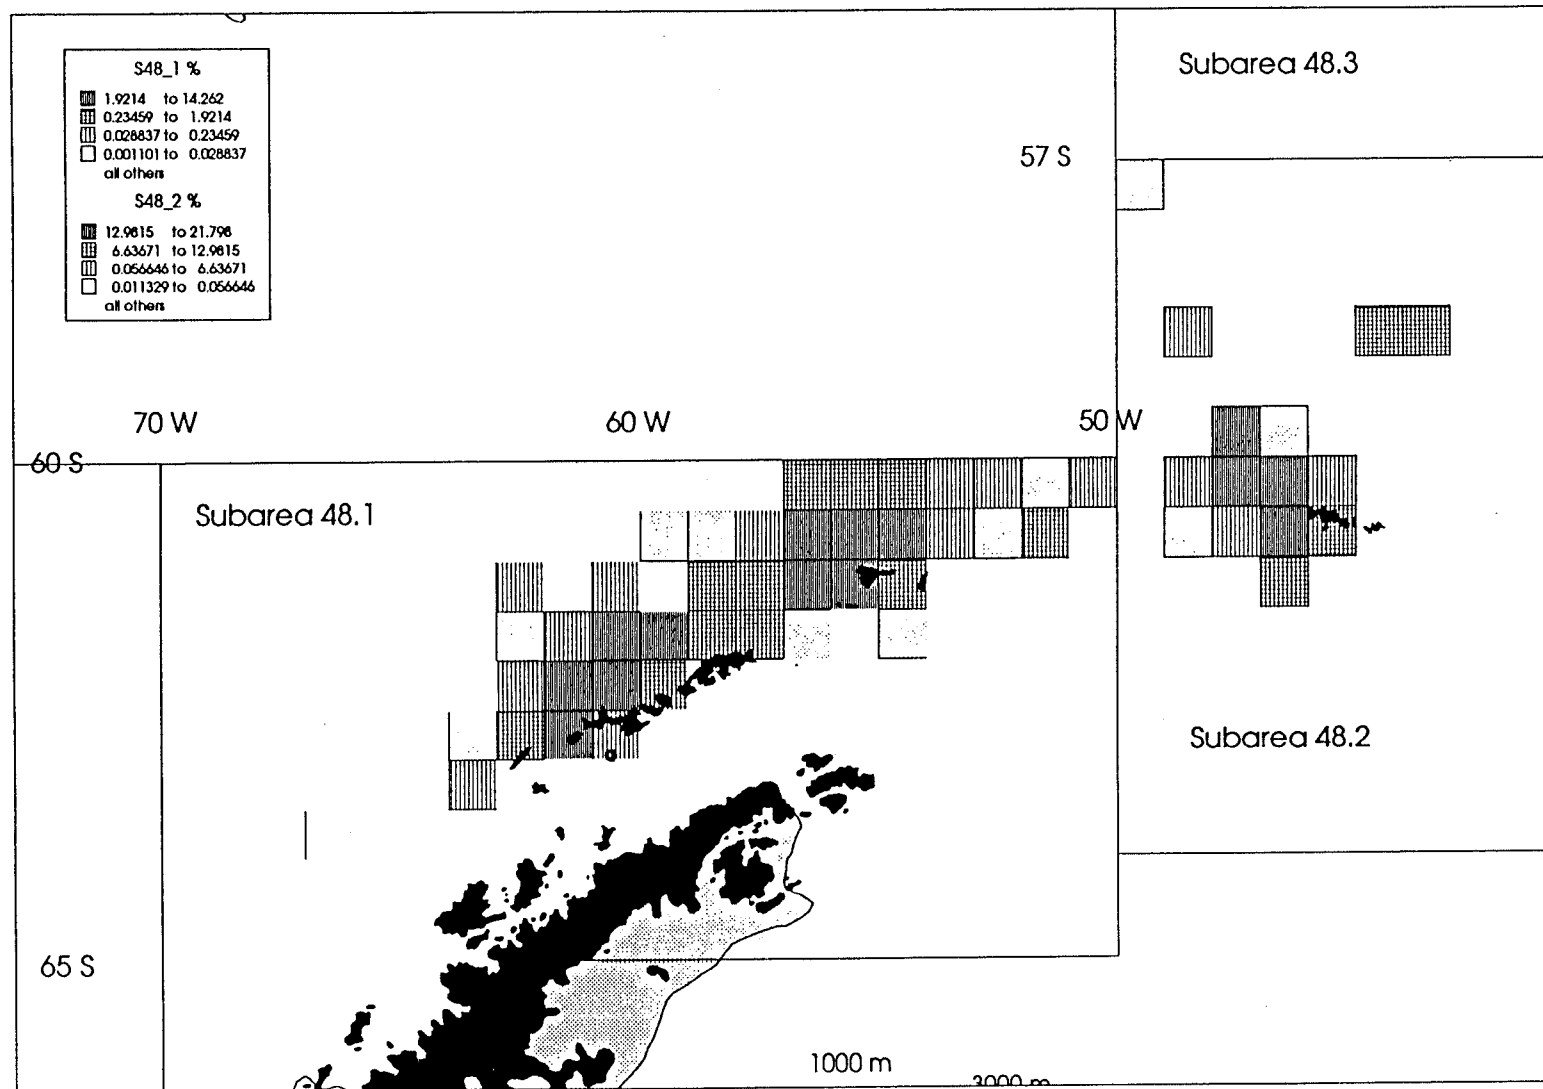 S48_1 %
1.9214 to 14.262
0.23459 to 1.9214
0.028837 to 0.23459
0.001101 to 0.028837
all others
S48_2 %
12.9815 to 21.798
6.63671 to 12.9815
0.056646 to 6.63671
0.011329 to 0.056646
all others
Subarea 48.3
57 S
70 W
60 W
50 W
60 S
Subarea 48.1
Subarea 48.2
65 S
1000 m
3000 m